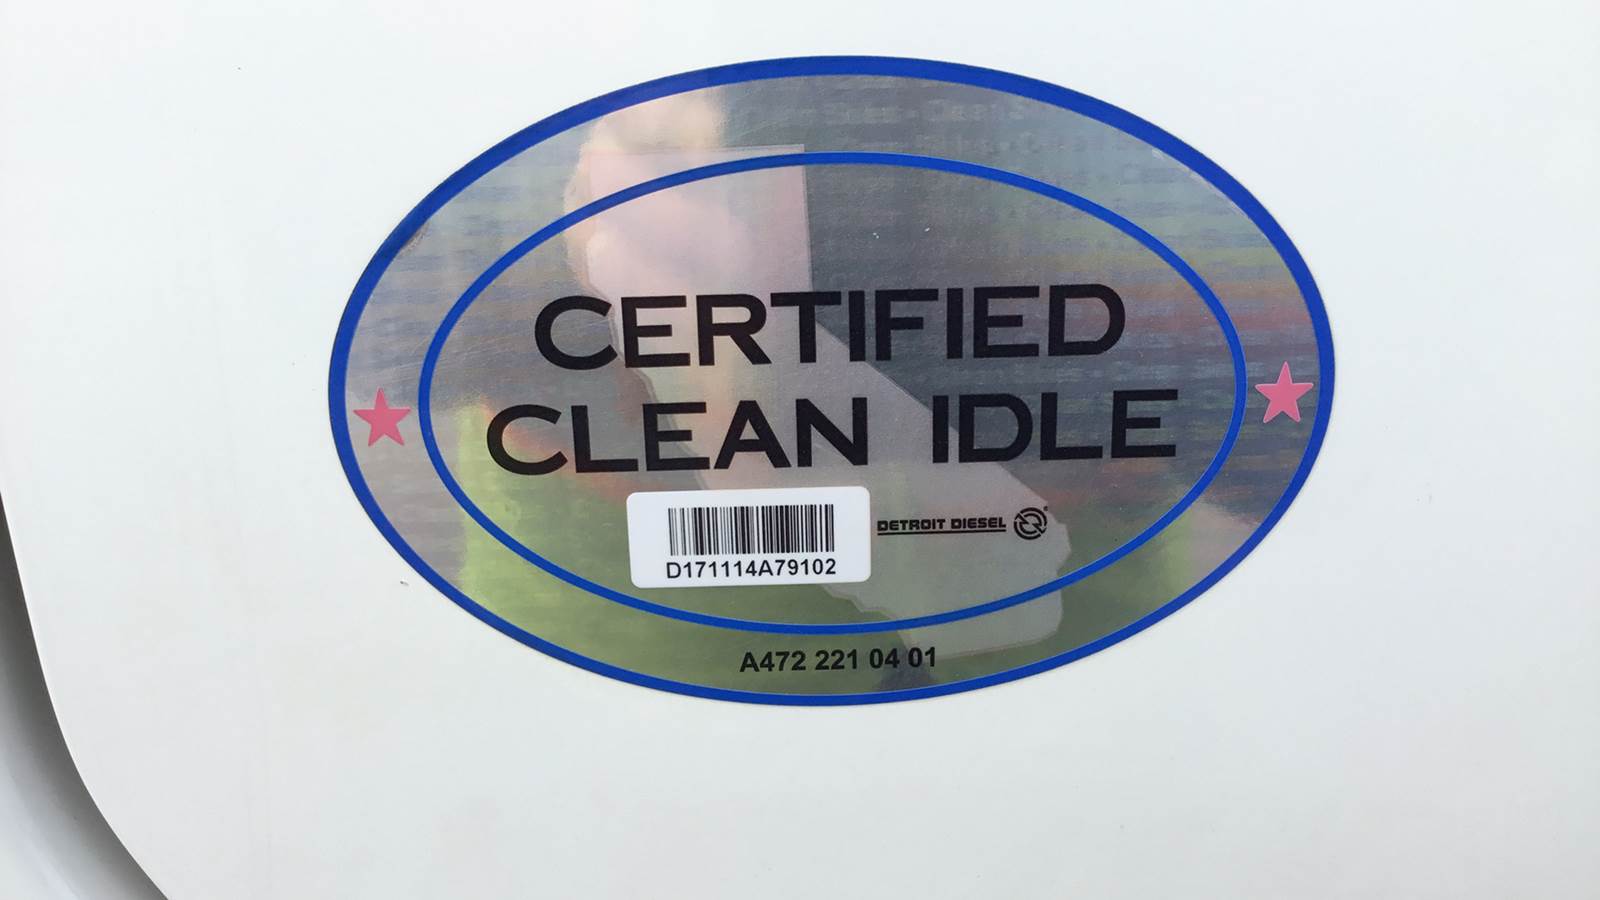 CERTIFIED
CLEAN IDLE
D171114A79102
DETROIT DIESEL
A472 221 04 01